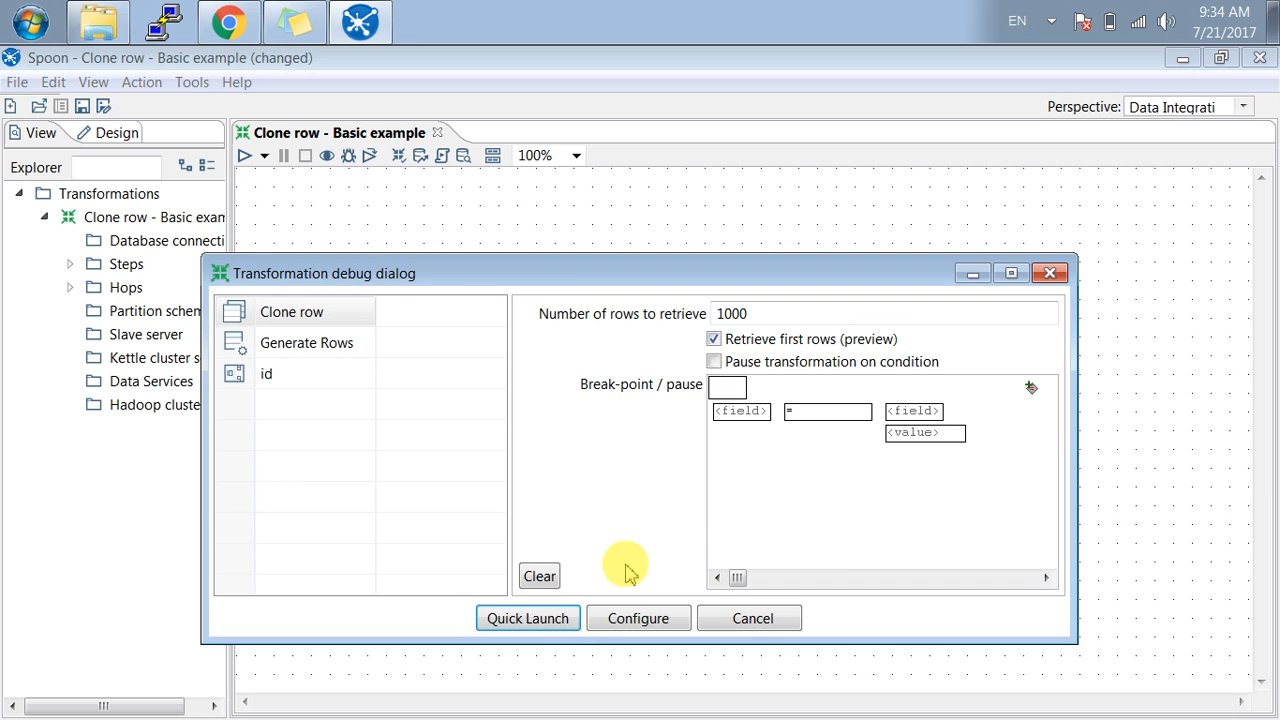 EN
9:34 AM
7/21/2017
Spoon - Clone row - Basic example (changed)
File Edit View Action Tools Help
Perspective: Data Integrati
View Design
Clone row - Basic example
Explorer
100%
Transformations
Clone row - Basic exam
Database connecti
Steps
Hops
Partition schem
Slave server
Kettle cluster s
Data Services
Hadoop cluste
Transformation debug dialog
Clone row
Generate Rows
id
Number of rows to retrieve 1000
Retrieve first rows (preview)
Pause transformation on condition
Break-point / pause
<field> = <field>
<value>
Clear
Quick Launch Configure Cancel